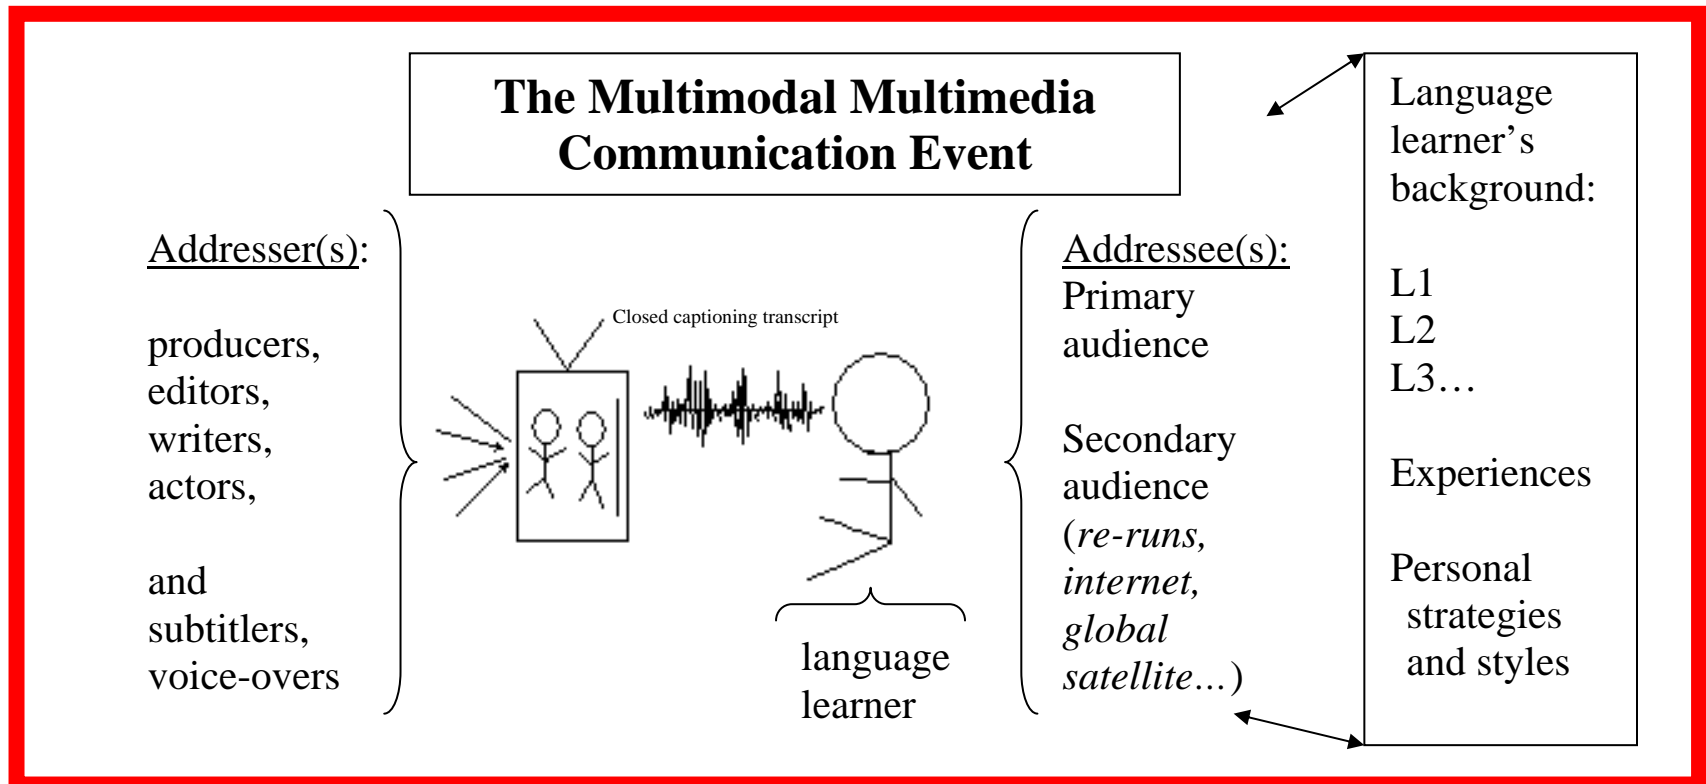 The Multimodal Multimedia
Communication Event
Addresser(s):
producers,
editors,
writers,
actors,
and
subtitlers,
voice-overs
Closed captioning transcript
language
learner
Addressee(s):
Primary
audience
Secondary
audience
(re-runs,
internet,
global
satellite…)
Language
learner’s
background:
L1
L2
L3…
Experiences
Personal
strategies
and styles